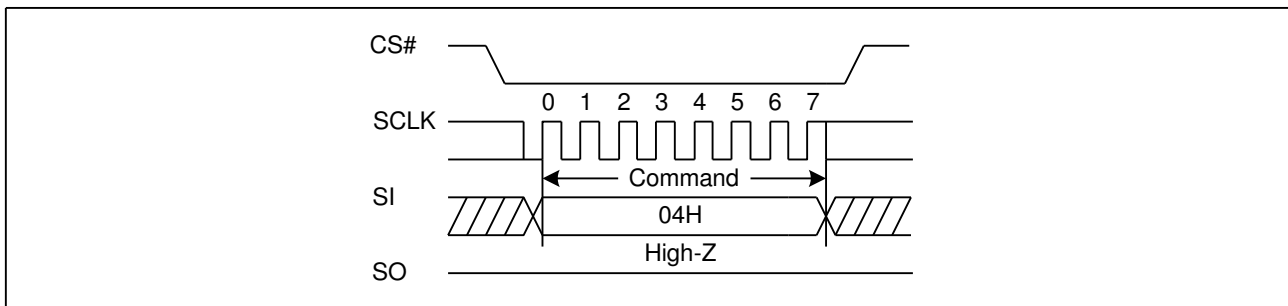 CS#
0 1 2 3 4 5 6 7
SCLK
Command
SI
04H
High-Z
SO